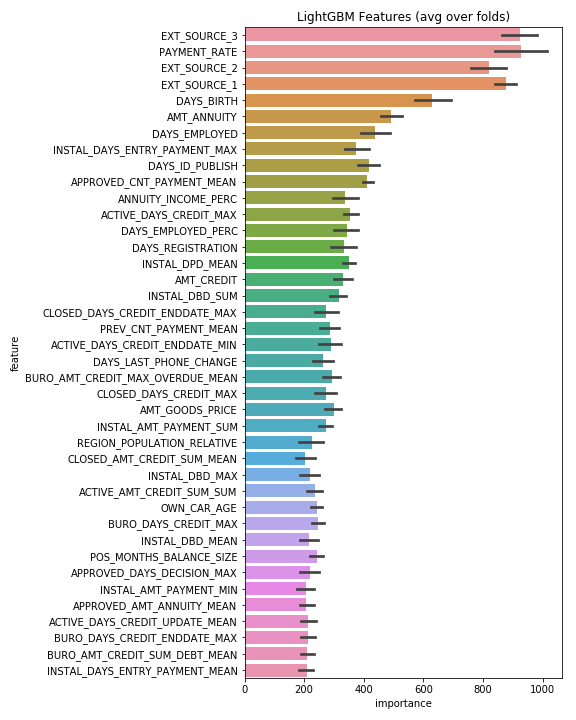 LightGBM Features (avg over folds)
feature
EXT_SOURCE_3
PAYMENT_RATE
EXT_SOURCE_2
EXT_SOURCE_1
DAYS_BIRTH
AMT_ANNUITY
DAYS_EMPLOYED
INSTAL_DAYS_ENTRY_PAYMENT_MAX
DAYS_ID_PUBLISH
APPROVED_CNT_PAYMENT_MEAN
ANNUITY_INCOME_PERC
ACTIVE_DAYS_CREDIT_MAX
DAYS_EMPLOYED_PERC
DAYS_REGISTRATION
INSTAL_DPD_MEAN
AMT_CREDIT
INSTAL_DBD_SUM
CLOSED_DAYS_CREDIT_ENDDATE_MAX
PREV_CNT_PAYMENT_MEAN
ACTIVE_DAYS_CREDIT_ENDDATE_MIN
DAYS_LAST_PHONE_CHANGE
BURO_AMT_CREDIT_MAX_OVERDUE_MEAN
CLOSED_DAYS_CREDIT_MAX
AMT_GOODS_PRICE
INSTAL_AMT_PAYMENT_SUM
REGION_POPULATION_RELATIVE
CLOSED_AMT_CREDIT_SUM_MEAN
INSTAL_DBD_MAX
ACTIVE_AMT_CREDIT_SUM_SUM
OWN_CAR_AGE
BURO_DAYS_CREDIT_MAX
INSTAL_DBD_MEAN
POS_MONTHS_BALANCE_SIZE
APPROVED_DAYS_DECISION_MAX
INSTAL_AMT_PAYMENT_MIN
APPROVED_AMT_ANNUITY_MEAN
ACTIVE_DAYS_CREDIT_UPDATE_MEAN
BURO_DAYS_CREDIT_ENDDATE_MAX
BURO_AMT_CREDIT_SUM_DEBT_MEAN
INSTAL_DAYS_ENTRY_PAYMENT_MEAN
0 200 400 600 800 1000
importance